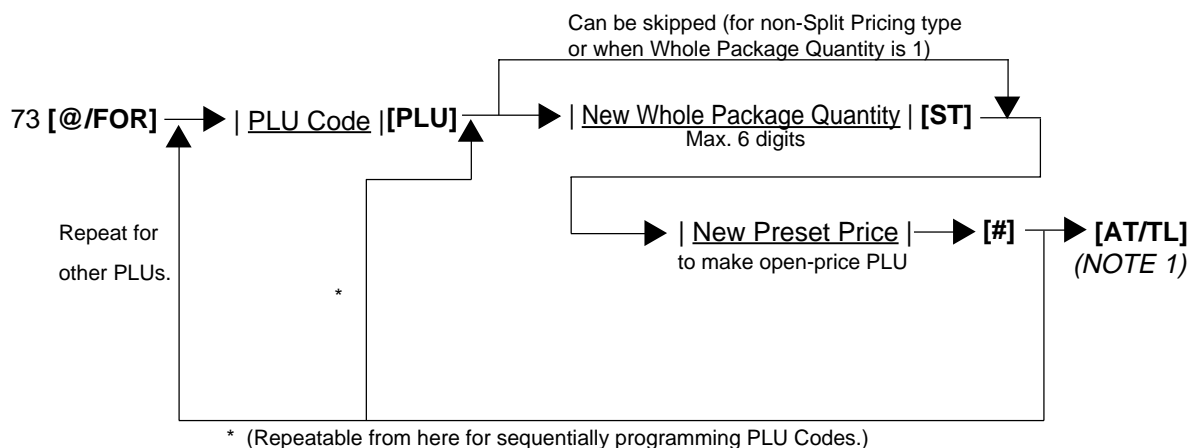 Can be skipped (for non-Split Pricing type
or when Whole Package Quantity is 1)
73 [@/FOR] | PLU Code | [PLU] | New Whole Package Quantity | [ST]
Max. 6 digits
| New Preset Price | [#] [AT/TL]
to make open-price PLU (NOTE 1)
Repeat for
other PLUs.
*
* (Repeatable from here for sequentially programming PLU Codes.)